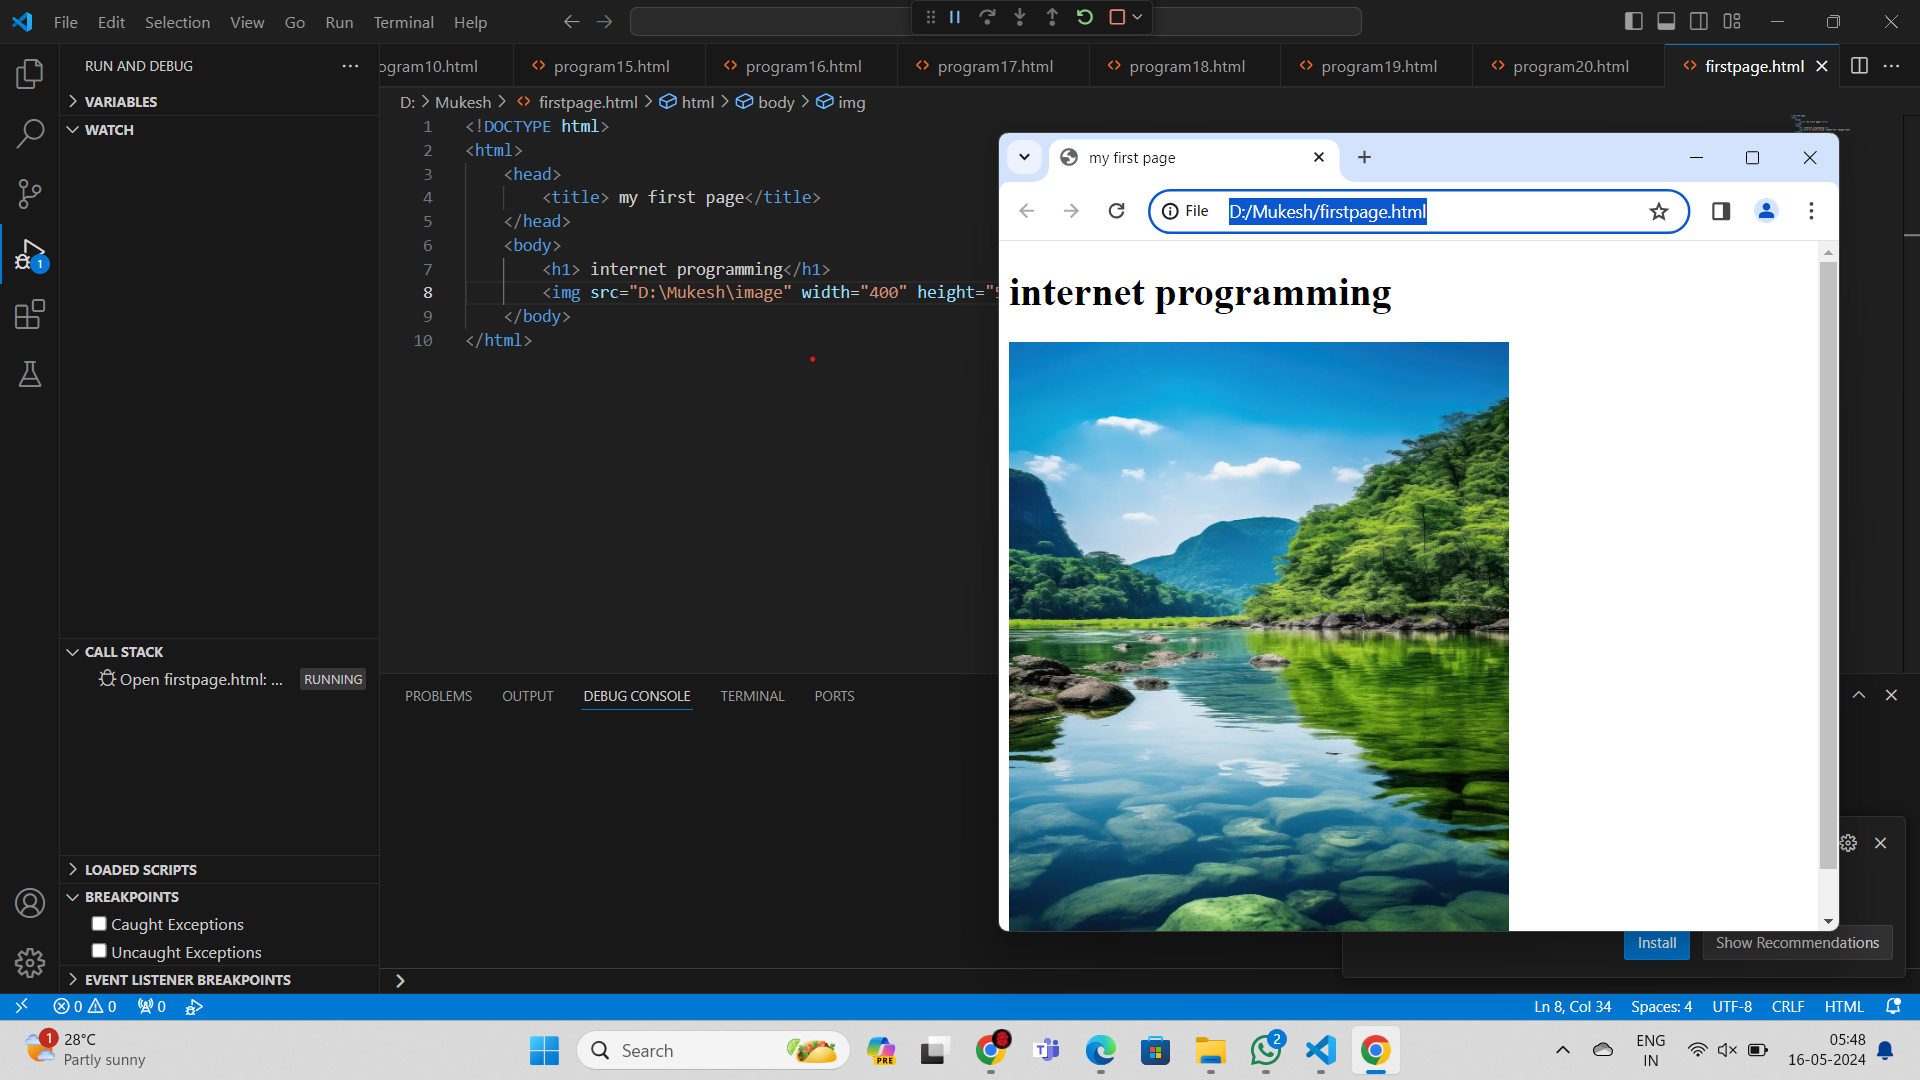 File Edit Selection View Go Run Terminal Help
RUN AND DEBUG
VARIABLES
WATCH
CALL STACK
Open firstpage.html: ... RUNNING
LOADED SCRIPTS
BREAKPOINTS
Caught Exceptions
Uncaught Exceptions
EVENT LISTENER BREAKPOINTS
ogram10.html program15.html program16.html program17.html program18.html program19.html program20.html firstpage.html
D: > Mukesh > firstpage.html > html > body > img
1 <!DOCTYPE html>
2 <html>
3 <head>
4 <title> my first page</title>
5 </head>
6 <body>
7 <h1> internet programming</h1>
8 <img src="D:\Mukesh\image" width="400" height="5
9 </body>
10 </html>
my first page
File D:/Mukesh/firstpage.html
internet programming
PROBLEMS OUTPUT DEBUG CONSOLE TERMINAL PORTS
Install Show Recommendations
1
0 0 0
Ln 8, Col 34 Spaces: 4 UTF-8 CRLF HTML
1
28°C
Partly sunny
Search
PRE
2
ENG
IN
05:48
16-05-2024